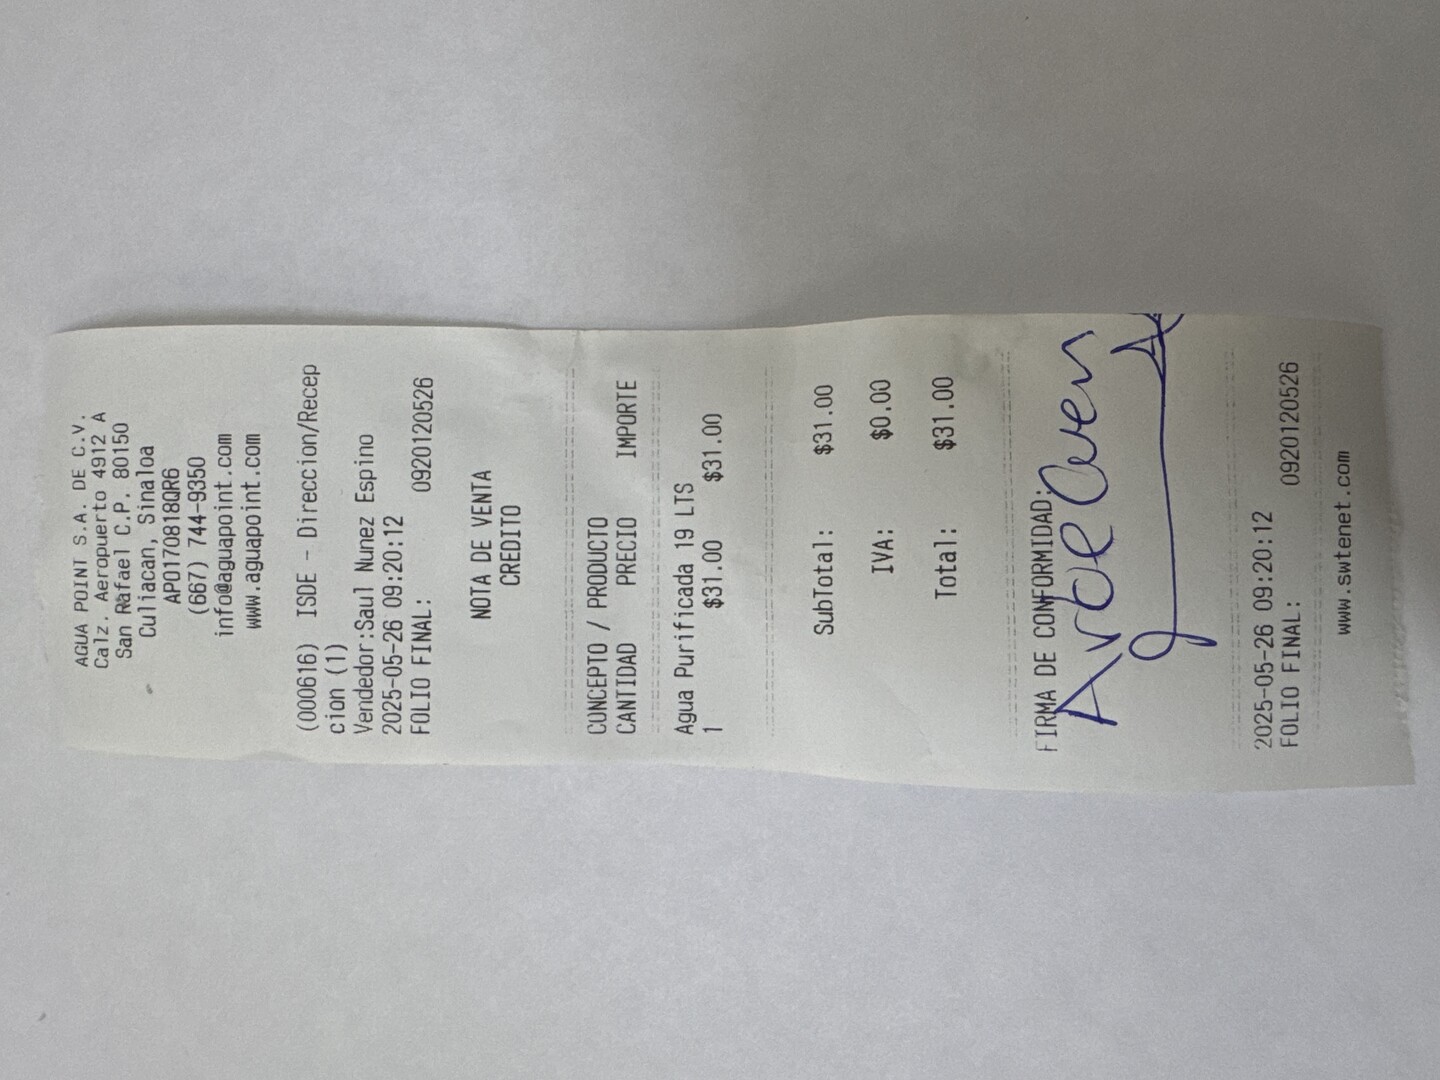 AGUA POINT S.A. DE C.V.
Calz. Aeropuerto 4912 A
San Rafael C.P. 80150
Culiacan, Sinaloa
APO170818QR6
(667) 744-9350
info@aguapoint.com
www.aguapoint.com
(000616) ISDE - Direccion/Recep
cion (1)
Vendedor:Saul Nunez Espino
2025-05-26 09:20:12
FOLIO FINAL: 0920120526
NOTA DE VENTA
CREDITO
CONCEPTO / PRODUCTO
CANTIDAD PRECIO IMPORTE
Agua Purificada 19 LTS
1 $31.00 $31.00
SubTotal: $31.00
IVA: $0.00
Total: $31.00
FIRMA DE CONFORMIDAD:
2025-05-26 09:20:12
FOLIO FINAL: 0920120526
www.swtenet.com